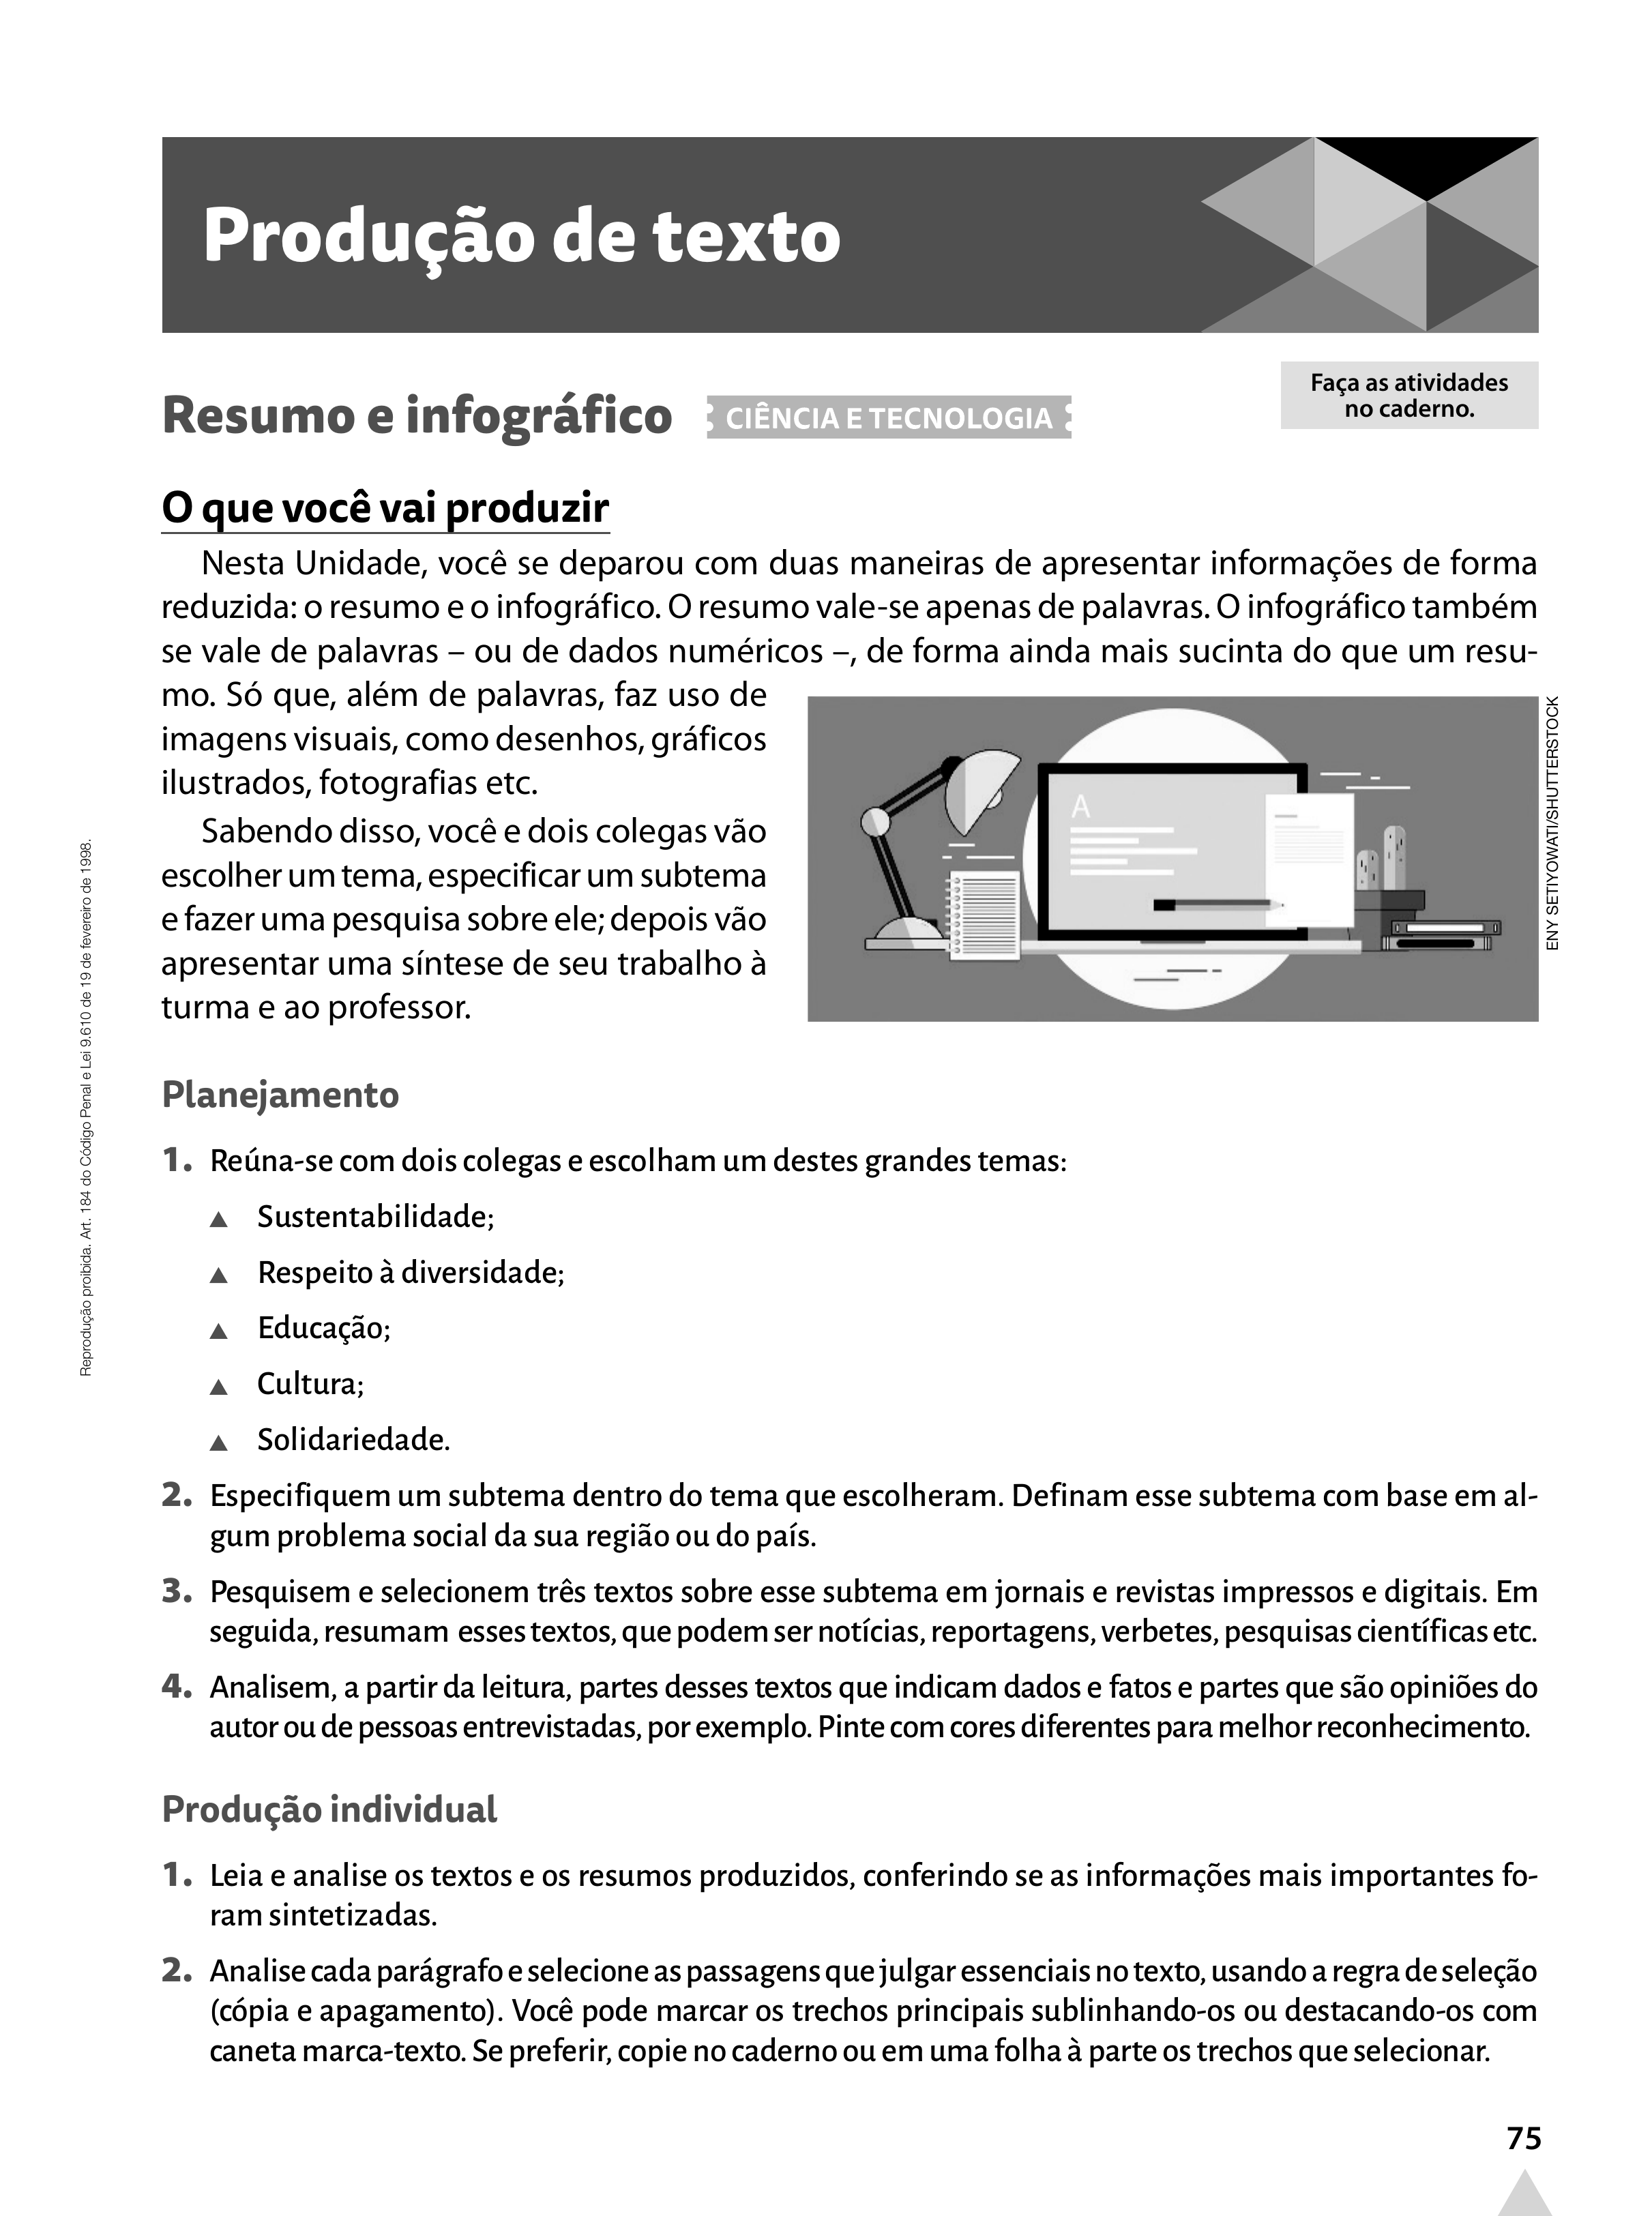 Produção de texto
Resumo e infográfico
CIÊNCIA E TECNOLOGIA
Faça as atividades
no caderno.
O que você vai produzir
Nesta Unidade, você se deparou com duas maneiras de apresentar informações de forma
reduzida: o resumo e o infográfico. O resumo vale-se apenas de palavras. O infográfico também
se vale de palavras – ou de dados numéricos –, de forma ainda mais sucinta do que um resu-
mo. Só que, além de palavras, faz uso de
imagens visuais, como desenhos, gráficos
ilustrados, fotografias etc.
Sabendo disso, você e dois colegas vão
escolher um tema, especificar um subtema
e fazer uma pesquisa sobre ele; depois vão
apresentar uma síntese de seu trabalho à
turma e ao professor.
A
ENY SETIYOWATI/SHUTTERSTOCK
Planejamento
1. Reúna-se com dois colegas e escolham um destes grandes temas:
▲ Sustentabilidade;
▲ Respeito à diversidade;
▲ Educação;
▲ Cultura;
▲ Solidariedade.
2. Especifiquem um subtema dentro do tema que escolheram. Definam esse subtema com base em al-
gum problema social da sua região ou do país.
3. Pesquisem e selecionem três textos sobre esse subtema em jornais e revistas impressos e digitais. Em
seguida, resumam esses textos, que podem ser notícias, reportagens, verbetes, pesquisas científicas etc.
4. Analisem, a partir da leitura, partes desses textos que indicam dados e fatos e partes que são opiniões do
autor ou de pessoas entrevistadas, por exemplo. Pinte com cores diferentes para melhor reconhecimento.
Produção individual
1. Leia e analise os textos e os resumos produzidos, conferindo se as informações mais importantes fo-
ram sintetizadas.
2. Analise cada parágrafo e selecione as passagens que julgar essenciais no texto, usando a regra de seleção
(cópia e apagamento). Você pode marcar os trechos principais sublinhando-os ou destacando-os com
caneta marca-texto. Se preferir, copie no caderno ou em uma folha à parte os trechos que selecionar.
Reprodução proibida. Art. 184 do Código Penal e Lei 9.610 de 19 de fevereiro de 1998.
75